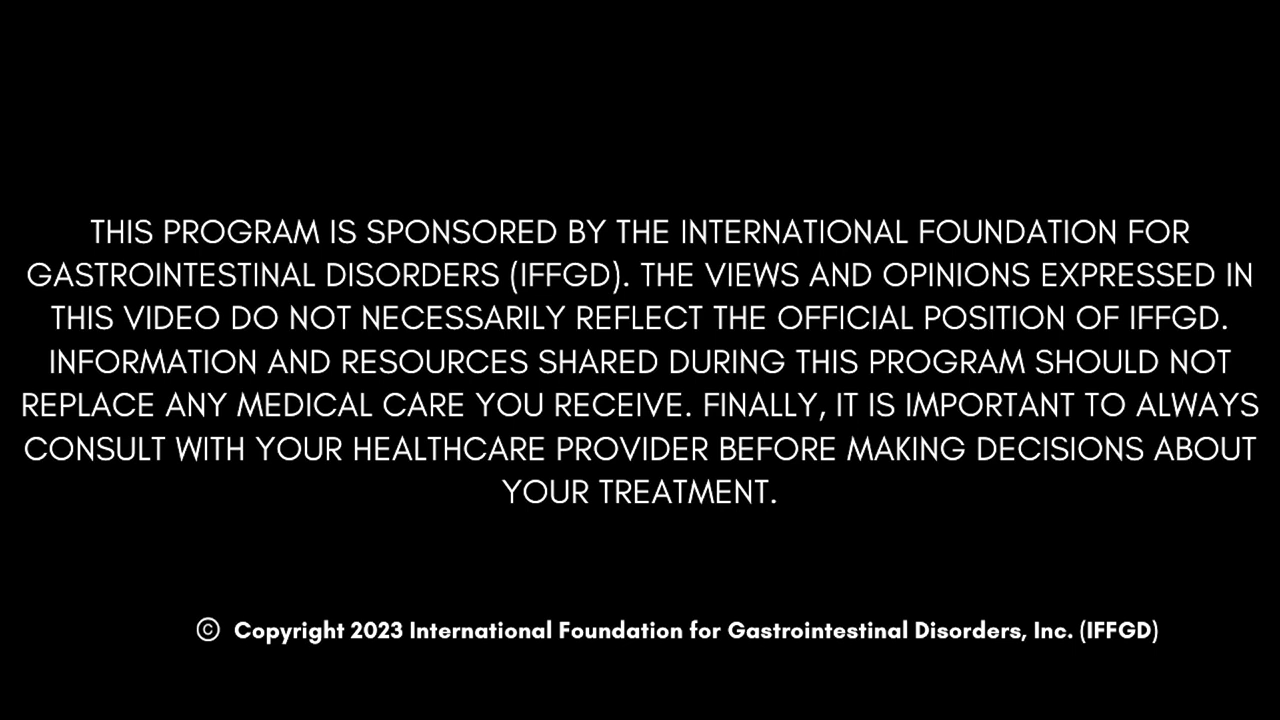 THIS PROGRAM IS SPONSORED BY THE INTERNATIONAL FOUNDATION FOR
GASTROINTESTINAL DISORDERS (IFFGD). THE VIEWS AND OPINIONS EXPRESSED IN
THIS VIDEO DO NOT NECESSARILY REFLECT THE OFFICIAL POSITION OF IFFGD.
INFORMATION AND RESOURCES SHARED DURING THIS PROGRAM SHOULD NOT
REPLACE ANY MEDICAL CARE YOU RECEIVE. FINALLY, IT IS IMPORTANT TO ALWAYS
CONSULT WITH YOUR HEALTHCARE PROVIDER BEFORE MAKING DECISIONS ABOUT
YOUR TREATMENT.
© Copyright 2023 International Foundation for Gastrointestinal Disorders, Inc. (IFFGD)